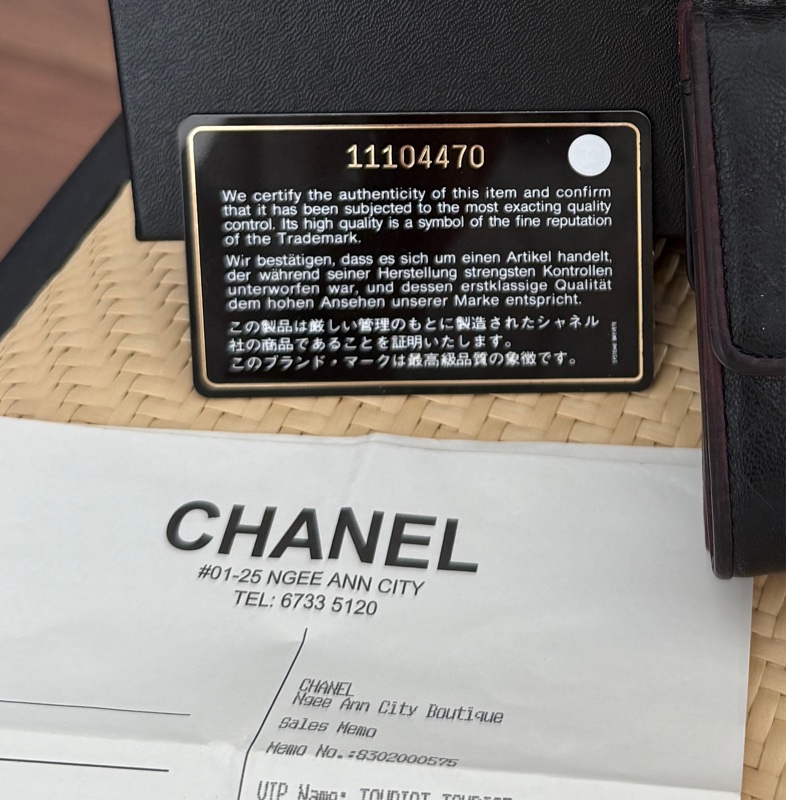 11104470
We certify the authenticity of this item and confirm
that it has been subjected to the most exacting quality
control. Its high quality is a symbol of the fine reputation
of the Trademark.
Wir bestätigen, dass es sich um einen Artikel handelt,
der während seiner Herstellung strengsten Kontrollen
unterworfen war, und dessen erstklassige Qualität
dem hohen Ansehen unserer Marke entspricht.
この製品は厳しい管理のもとに製造されたシャネル
社の商品であることを証明いたします。
このブランド・マークは最高級品質の象徴です。
CHANEL
#01-25 NGEE ANN CITY
TEL: 6733 5120
CHANEL
Ngee Ann City Boutique
Sales Memo
Memo No.:8302000575
VIP Name: TOURIST TOURIST